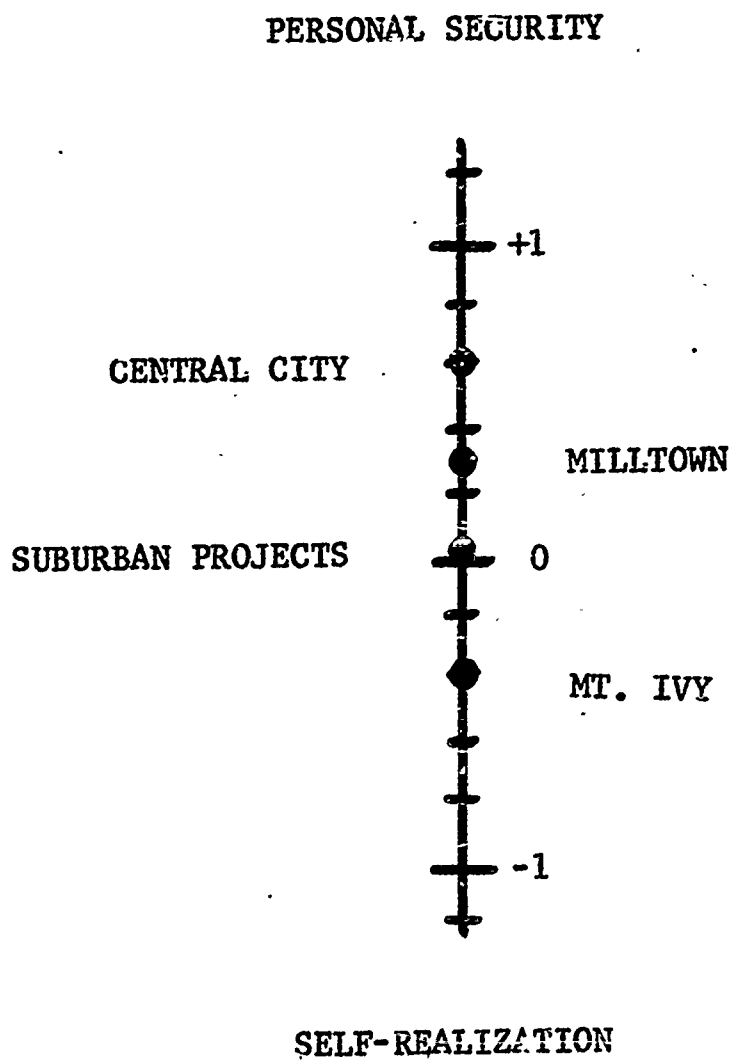 PERSONAL SECURITY
+1
CENTRAL CITY
MILLTOWN
SUBURBAN PROJECTS
0
MT. IVY
-1
SELF-REALIZATION